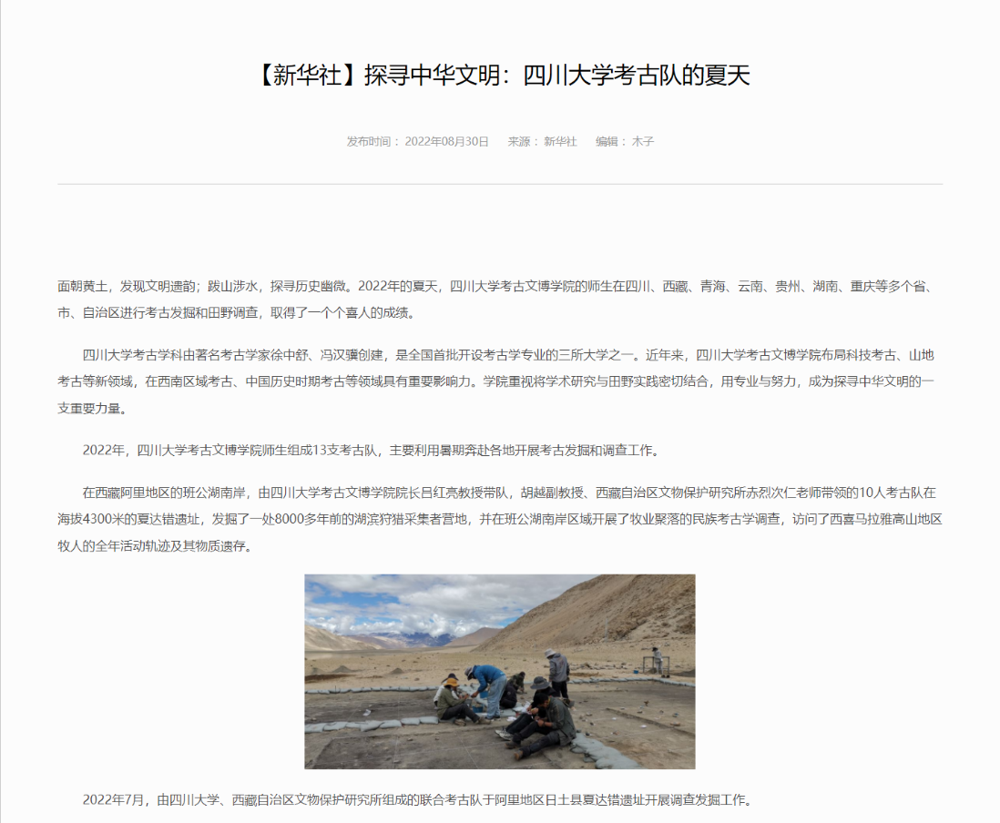 【新华社】探寻中华文明：四川大学考古队的夏天
发布时间： 2022年08月30日 来源： 新华社 编辑： 木子
面朝黄土，发现文明遗韵；跋山涉水，探寻历史幽微。2022年的夏天，四川大学考古文博学院的师生在四川、西藏、青海、云南、贵州、湖南、重庆等多个省、
市、自治区进行考古发掘和田野调查，取得了一个个喜人的成绩。
四川大学考古学科由著名考古学家徐中舒、冯汉骥创建，是全国首批开设考古学专业的三所大学之一。近年来，四川大学考古文博学院布局科技考古、山地
考古等新领域，在西南区域考古、中国历史时期考古等领域具有重要影响力。学院重视将学术研究与田野实践密切结合，用专业与努力，成为探寻中华文明的一
支重要力量。
2022年，四川大学考古文博学院师生组成13支考古队，主要利用暑期奔赴各地开展考古发掘和调查工作。
在西藏阿里地区的班公湖南岸，由四川大学考古文博学院院长吕红亮教授带队，胡越副教授、西藏自治区文物保护研究所赤烈次仁老师带领的10人考古队在
海拔4300米的夏达错遗址，发掘了一处8000多年前的湖滨狩猎采集者营地，并在班公湖南岸区域开展了牧业聚落的民族考古学调查，访问了西喜马拉雅高山地区
牧人的全年活动轨迹及其物质遗存。
2022年7月，由四川大学、西藏自治区文物保护研究所组成的联合考古队于阿里地区日土县夏达错遗址开展调查发掘工作。